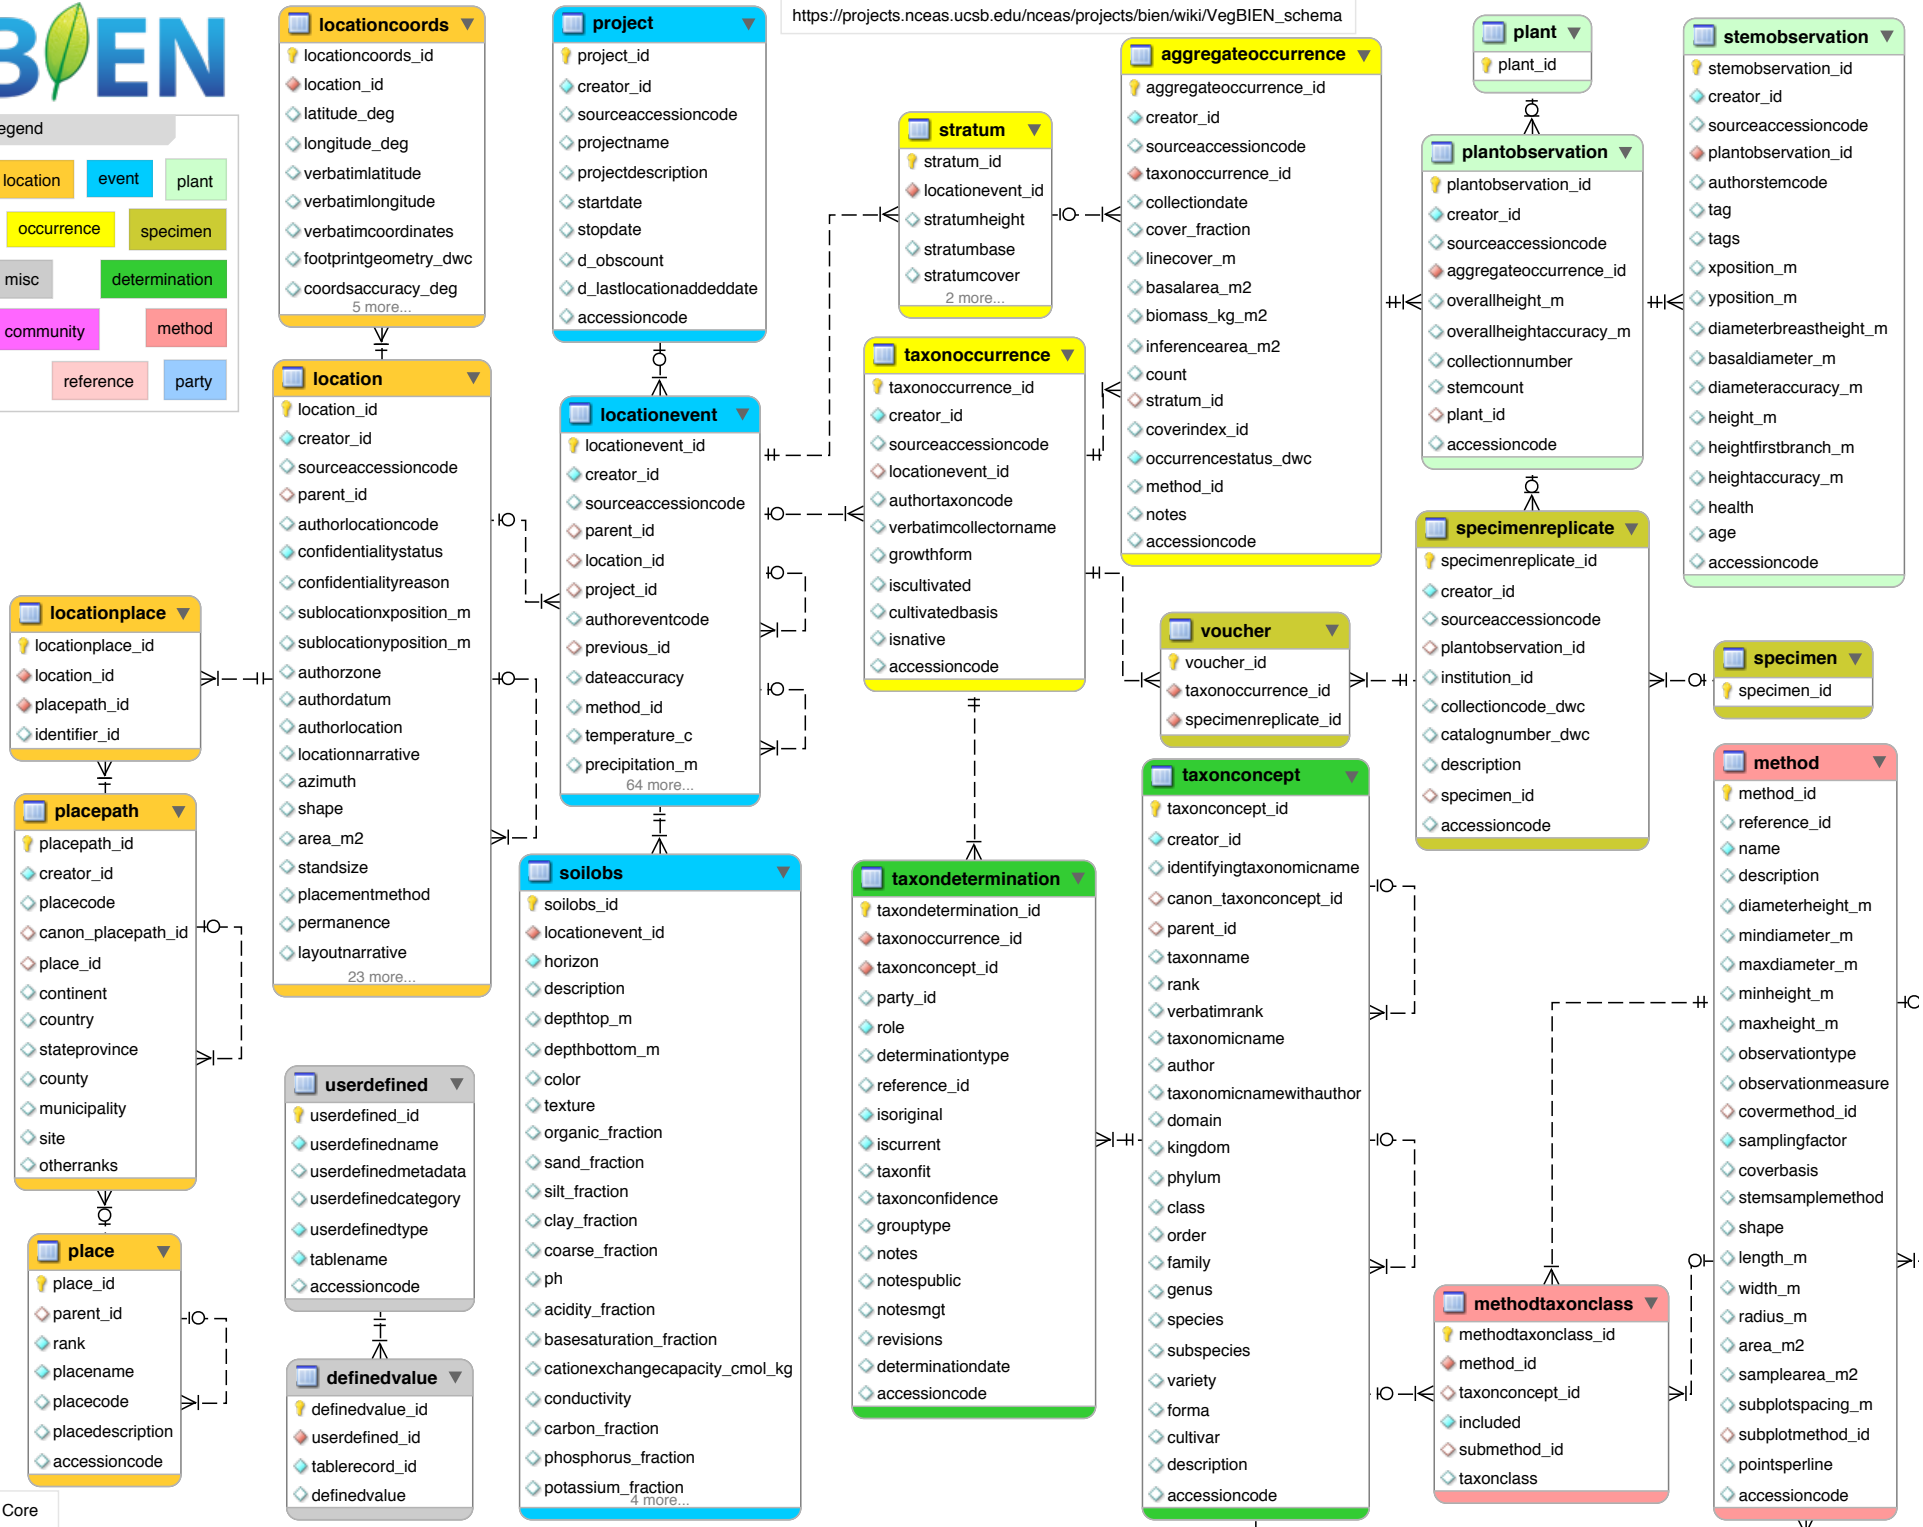 https://projects.nceas.ucsb.edu/nceas/projects/bien/wiki/VegBIEN_schema
BIEN
egend
location
event
plant
occurrence
specimen
misc
determination
community
method
reference
party
locationcoords
locationcoords_id
location_id
latitude_deg
longitude_deg
verbatimlatitude
verbatimlongitude
verbatimcoordinates
footprintgeometry_dwc
coordsaccuracy_deg
5 more...
project
project_id
creator_id
sourceaccessioncode
projectname
projectdescription
startdate
stopdate
d_obscount
d_lastlocationaddeddate
accessioncode
stratum
stratum_id
locationevent_id
stratumheight
stratumbase
stratumcover
2 more...
aggregateoccurrence
aggregateoccurrence_id
creator_id
sourceaccessioncode
taxonoccurrence_id
collectiondate
cover_fraction
linecover_m
basalarea_m2
biomass_kg_m2
inferencearea_m2
count
stratum_id
coverindex_id
occurrencestatus_dwc
method_id
notes
accessioncode
plant
plant_id
plantobservation
plantobservation_id
creator_id
sourceaccessioncode
aggregateoccurrence_id
overallheight_m
overallheightaccuracy_m
collectionnumber
stemcount
plant_id
accessioncode
stemobservation
stemobservation_id
creator_id
sourceaccessioncode
plantobservation_id
authorstemcode
tag
tags
xposition_m
yposition_m
diameterbreastheight_m
basaldiameter_m
diameteraccuracy_m
height_m
heightfirstbranch_m
heightaccuracy_m
health
age
accessioncode
location
location_id
creator_id
sourceaccessioncode
parent_id
authorlocationcode
confidentialitystatus
confidentialityreason
sublocationxposition_m
sublocationyposition_m
authorzone
authordatum
authorlocation
locationnarrative
azimuth
shape
area_m2
standsize
placementmethod
permanence
layoutnarrative
23 more...
locationevent
locationevent_id
creator_id
sourceaccessioncode
parent_id
location_id
project_id
authoreventcode
previous_id
dateaccuracy
method_id
temperature_c
precipitation_m
64 more...
taxonoccurrence
taxonoccurrence_id
creator_id
sourceaccessioncode
locationevent_id
authortaxoncode
verbatimcollectorname
growthform
iscultivated
cultivatedbasis
isnative
accessioncode
voucher
voucher_id
taxonoccurrence_id
specimenreplicate_id
specimenreplicate
specimenreplicate_id
creator_id
sourceaccessioncode
plantobservation_id
institution_id
collectioncode_dwc
catalognumber_dwc
description
specimen_id
accessioncode
specimen
specimen_id
locationplace
locationplace_id
location_id
placepath_id
identifier_id
placepath
placepath_id
creator_id
placecode
canon_placepath_id
place_id
continent
country
stateprovince
county
municipality
site
otherranks
place
place_id
parent_id
rank
placename
placecode
placedescription
accessioncode
userdefined
userdefined_id
userdefinedname
userdefinedmetadata
userdefinedcategory
userdefinedtype
tablename
accessioncode
definedvalue
definedvalue_id
userdefined_id
tablerecord_id
definedvalue
soilobs
soilobs_id
locationevent_id
horizon
description
depthtop_m
depthbottom_m
color
texture
organic_fraction
sand_fraction
silt_fraction
clay_fraction
coarse_fraction
ph
acidity_fraction
basesaturation_fraction
cationexchangecapacity_cmol_kg
conductivity
carbon_fraction
phosphorus_fraction
potassium_fraction
4 more...
taxondetermination
taxondetermination_id
taxonoccurrence_id
taxonconcept_id
party_id
role
determinationtype
reference_id
isoriginal
iscurrent
taxonfit
taxonconfidence
grouptype
notes
notespublic
notesmgt
revisions
determinationdate
accessioncode
taxonconcept
taxonconcept_id
creator_id
identifyingtaxonomicname
canon_taxonconcept_id
parent_id
taxonname
rank
verbatimrank
taxonomicname
author
taxonomicnamewithauthor
domain
kingdom
phylum
class
order
family
genus
species
subspecies
variety
forma
cultivar
description
accessioncode
methodtaxonclass
methodtaxonclass_id
method_id
taxonconcept_id
included
submethod_id
taxonclass
method
method_id
reference_id
name
description
diameterheight_m
mindiameter_m
maxdiameter_m
minheight_m
maxheight_m
observationtype
observationmeasure
covermethod_id
samplingfactor
coverbasis
stemsamplemethod
shape
length_m
width_m
radius_m
area_m2
samplearea_m2
subplotspacing_m
subplotmethod_id
pointsperline
accessioncode
Core